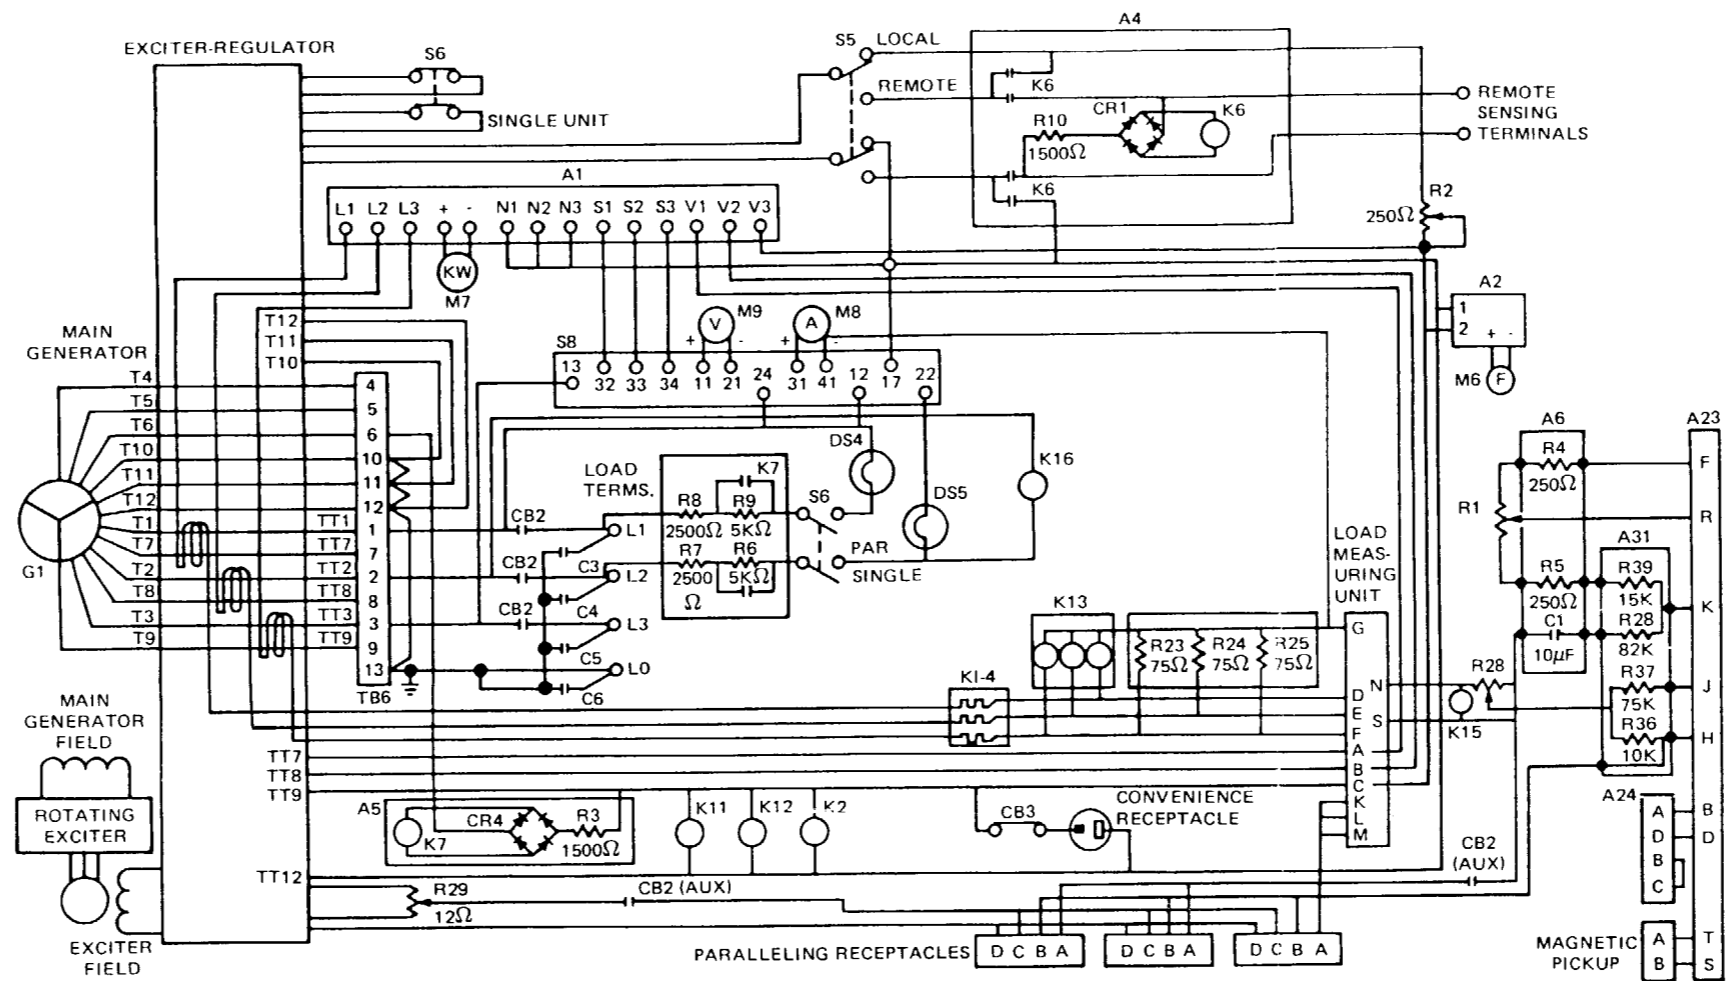 A4
EXCITER-REGULATOR
S6
S5
LOCAL
REMOTE
K6
CR1
K6
REMOTE
SENSING
TERMINALS
SINGLE UNIT
R10
1500Ω
K6
A1
R2
250Ω
L1 L2 L3 + - N1 N2 N3 S1 S2 S3 V1 V2 V3
KW
M7
A2
1
2
+ -
M6
F
MAIN
GENERATOR
T12
T11
T10
S8
V
M9
A
M8
+ -
+ -
13 32 33 34 11 21 24 31 41 12 17 22
T4
T5
T6
T10
T11
T12
T1
T7
T2
T8
T3
T9
G1
TT1
TT7
TT2
TT8
TT3
TT9
4
5
6
10
11
12
1
7
2
8
3
9
13
TB6
LOAD
TERMS.
CB2
L1
CB2
C3
L2
CB2
C4
L3
C5
L0
C6
K7
R8
2500Ω
R9
5KΩ
R7
2500
Ω
R6
5KΩ
S6
PAR
SINGLE
DS4
DS5
K16
LOAD
MEAS-
URING
UNIT
A6
R4
250Ω
R1
R5
250Ω
C1
10µF
A31
R39
15K
R28
82K
R37
75K
R36
10K
A23
F
R
K
J
H
B
D
T
S
K13
R23
75Ω
R24
75Ω
R25
75Ω
KI-4
G
N
D
E
S
F
A
B
C
K
L
M
R28
K15
MAIN
GENERATOR
FIELD
ROTATING
EXCITER
EXCITER
FIELD
TT7
TT8
TT9
A5
K7
CR4
R3
1500Ω
K11
K12
K2
CB3
CONVENIENCE
RECEPTACLE
TT12
R29
12Ω
CB2 (AUX)
CB2
(AUX)
A24
A
D
B
C
PARALLELING RECEPTACLES
D C B A
D C B A
D C B A
MAGNETIC
PICKUP
A
B